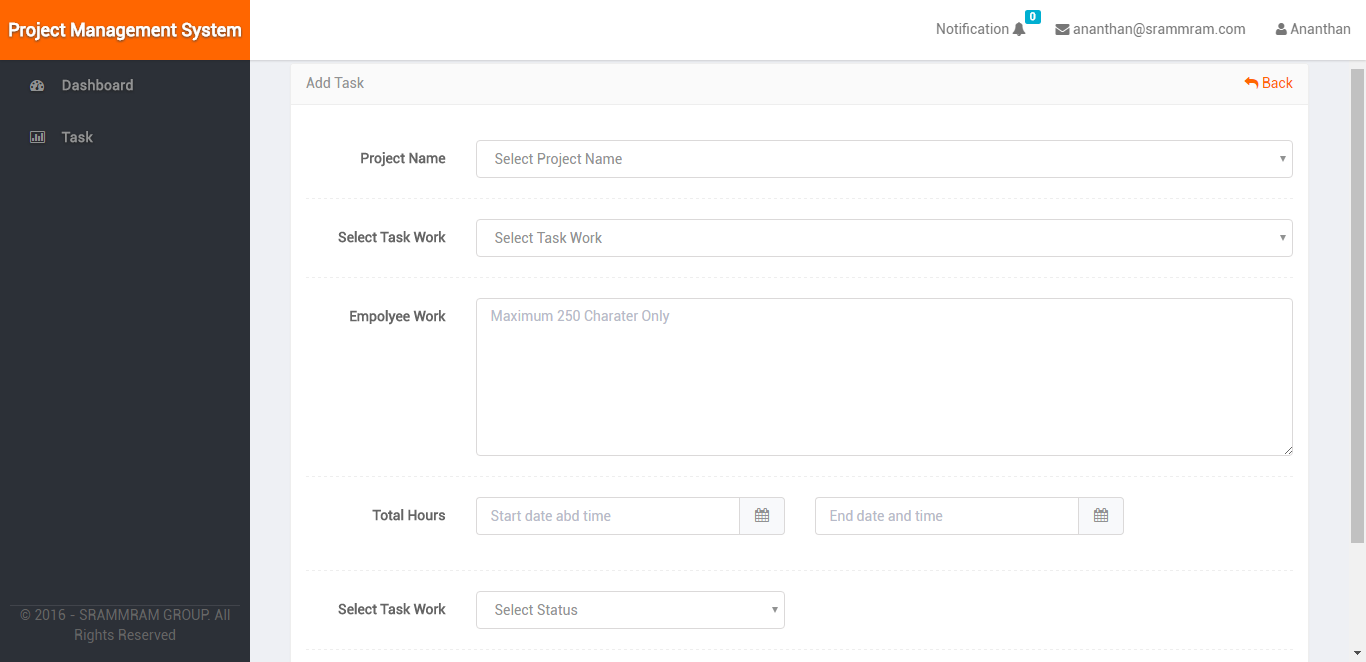 Project Management System
Notification 0
ananthan@srammram.com
Ananthan
Dashboard
Task
Add Task
Back
Project Name
Select Project Name
Select Task Work
Select Task Work
Empolyee Work
Maximum 250 Charater Only
Total Hours
Start date abd time
End date and time
Select Task Work
Select Status
© 2016 - SRAMMRAM GROUP. All
Rights Reserved